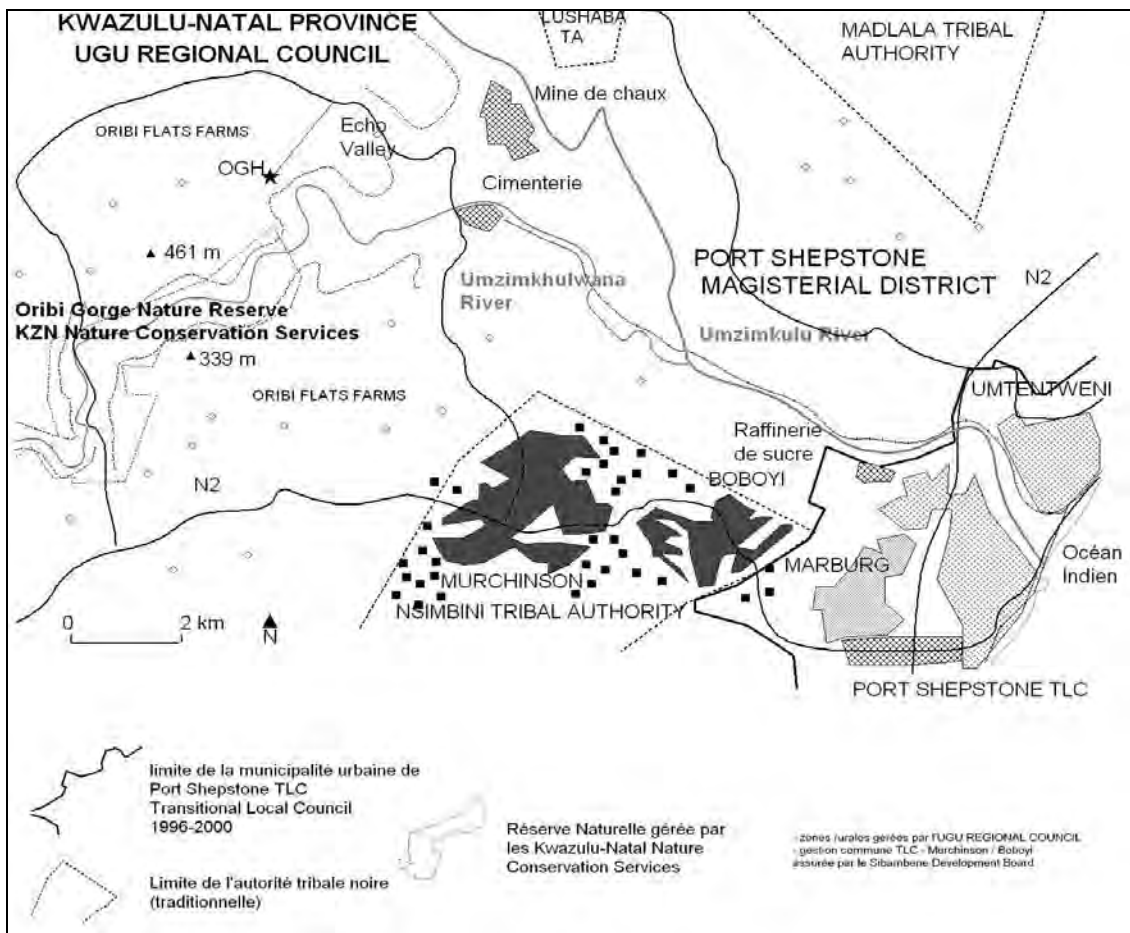 KWAZULU-NATAL PROVINCE
UGU REGIONAL COUNCIL
LUSHABA
TA
MADLALA TRIBAL
AUTHORITY
Mine de chaux
ORIBI FLATS FARMS
Echo
Valley
OGH
Cimenterie
461 m
Umzimkhulwana
River
PORT SHEPSTONE
MAGISTERIAL DISTRICT
N2
Oribi Gorge Nature Reserve
KZN Nature Conservation Services
Umzimkulu River
339 m
UMTENTWENI
ORIBI FLATS FARMS
Raffinerie
de sucre
BOBOYI
N2
MARBURG
Océan
Indien
MURCHINSON
NSIMBINI TRIBAL AUTHORITY
0 2 km
N
PORT SHEPSTONE TLC
limite de la municipalité urbaine de
Port Shepstone TLC
Transitional Local Council
1996-2000
Réserve Naturelle gérée par
les Kwazulu-Natal Nature
Conservation Services
- zones rurales gérées par l'UGU REGIONAL COUNCIL
- gestion commune TLC - Murchinson / Boboyi
assurée par le Sibambene Development Board
Limite de l'autorité tribale noire
(traditionnelle)